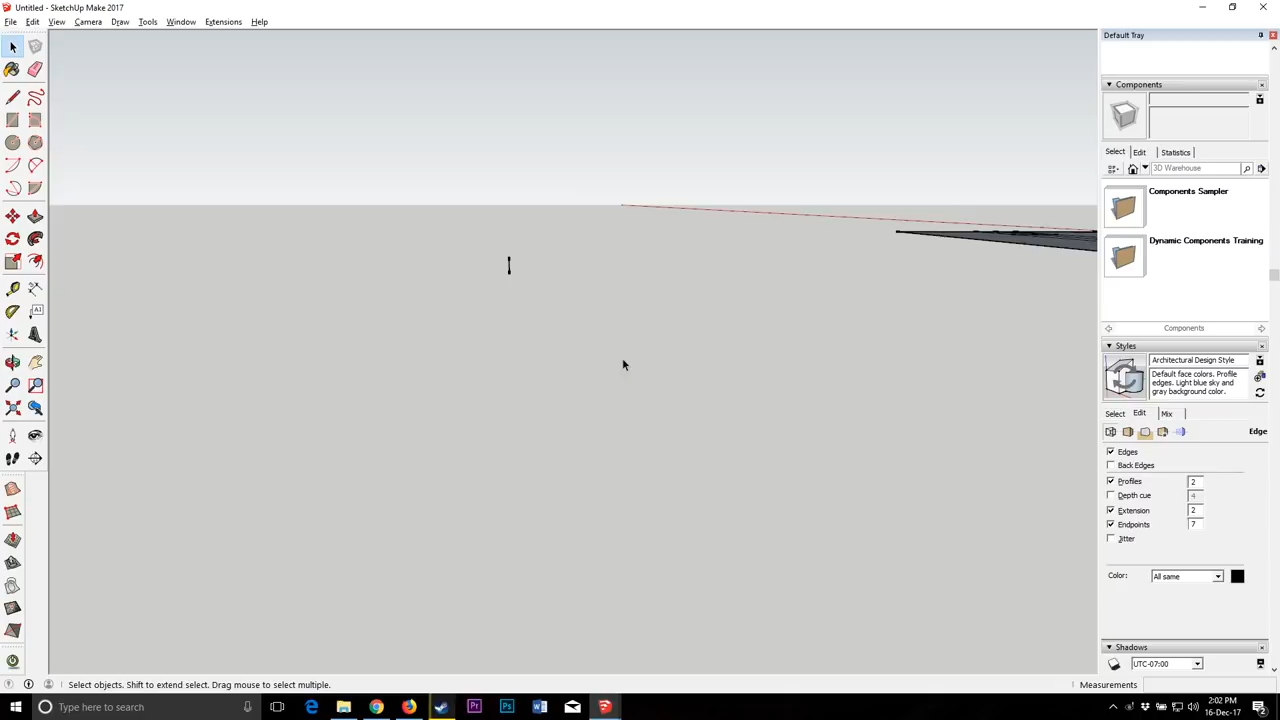 Untitled - SketchUp Make 2017
File Edit View Camera Draw Tools Window Extensions Help
Default Tray
Components
Select Edit Statistics
3D Warehouse
Components Sampler
Dynamic Components Training
Components
Styles
Architectural Design Style
Default face colors. Profile
edges. Light blue sky and
gray background color.
Select Edit Mix
Edge
Edges
Back Edges
Profiles 2
Depth cue 4
Extension 2
Endpoints 7
Jitter
Color: All same
Shadows
UTC-07:00
Select objects. Shift to extend select. Drag mouse to select multiple.
Measurements
Type here to search
2:02 PM
16-Dec-17